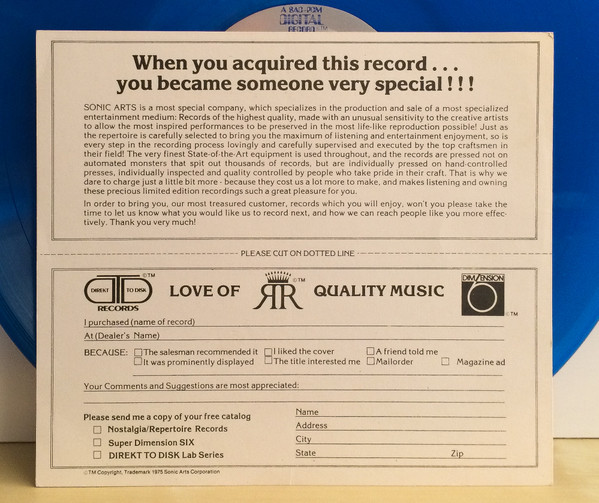 A BAD-DOM
DIGITAL
RECORD
When you acquired this record . . .
you became someone very special ! ! !
SONIC ARTS is a most special company, which specializes in the production and sale of a most specialized
entertainment medium: Records of the highest quality, made with an unusual sensitivity to the creative artists
to allow the most inspired performances to be preserved in the most life-like reproduction possible! Just as
the repertoire is carefully selected to bring you the maximum of listening and entertainment enjoyment, so is
every step in the recording process lovingly and carefully supervised and executed by the top craftsmen in
their field! The very finest State-of-the-Art equipment is used throughout, and the records are pressed not on
automated monsters that spit out thousands of records, but are individually pressed on hand-controlled
presses, individually inspected and quality controlled by people who take pride in their craft. That is why we
dare to charge just a little bit more - because they cost us a lot more to make, and makes listening and owning
these precious limited edition recordings such a great pleasure for you.
In order to bring you, our most treasured customer, records which you will enjoy, won't you please take the
time to let us know what you would like us to record next, and how we can reach people like you more effec-
tively. Thank you very much!
PLEASE CUT ON DOTTED LINE
DIREKT TO DISK ©TM
RECORDS
LOVE OF RR ©TM QUALITY MUSIC
DIM/ENSION
©TM
I purchased (name of record)
At (Dealer's Name)
BECAUSE: The salesman recommended it I liked the cover A friend told me
It was prominently displayed The title interested me Mailorder Magazine ad
Your Comments and Suggestions are most appreciated:
Please send me a copy of your free catalog
Nostalgia/Repertoire Records
Super Dimension SIX
DIREKT TO DISK Lab Series
Name
Address
City
State Zip
©TM Copyright, Trademark 1975 Sonic Arts Corporation